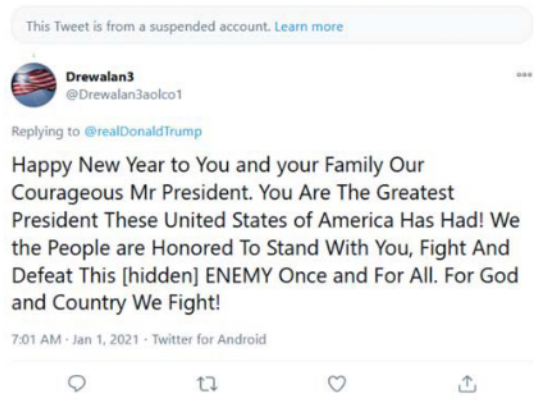 This Tweet is from a suspended account. Learn more
Drewalan3
@Drewalan3aolco1
Replying to @realDonaldTrump
Happy New Year to You and your Family Our
Courageous Mr President. You Are The Greatest
President These United States of America Has Had! We
the People are Honored To Stand With You, Fight And
Defeat This [hidden] ENEMY Once and For All. For God
and Country We Fight!
7:01 AM · Jan 1, 2021 · Twitter for Android